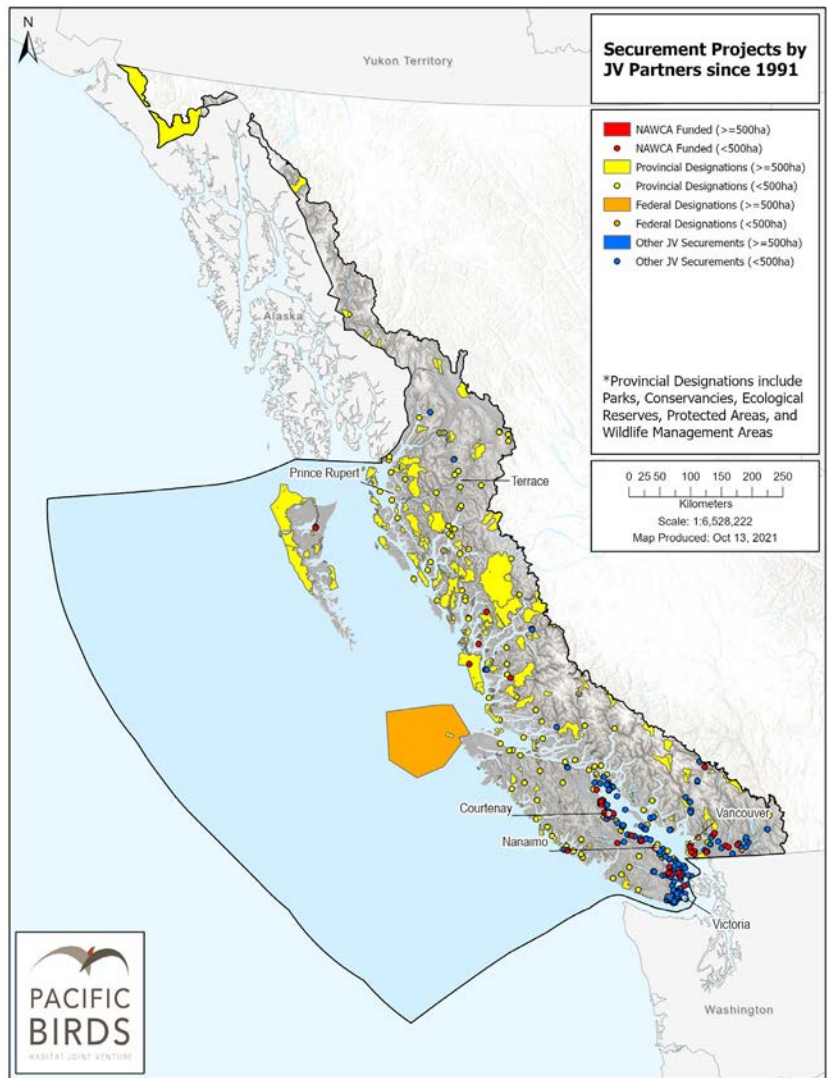 N
Yukon Territory
Securement Projects by
JV Partners since 1991
NAWCA Funded (>=500ha)
NAWCA Funded (<500ha)
Provincial Designations (>=500ha)
Provincial Designations (<500ha)
Federal Designations (>=500ha)
Federal Designations (<500ha)
Other JV Securements (>=500ha)
Other JV Securements (<500ha)
*Provincial Designations include
Parks, Conservancies, Ecological
Reserves, Protected Areas, and
Wildlife Management Areas
0 25 50 100 150 200 250
Kilometers
Scale: 1:6,528,222
Map Produced: Oct 13, 2021
Alaska
Prince Rupert
Terrace
Courtenay
Vancouver
Nanaimo
Victoria
Washington
PACIFIC
BIRDS
HABITAT JOINT VENTURE